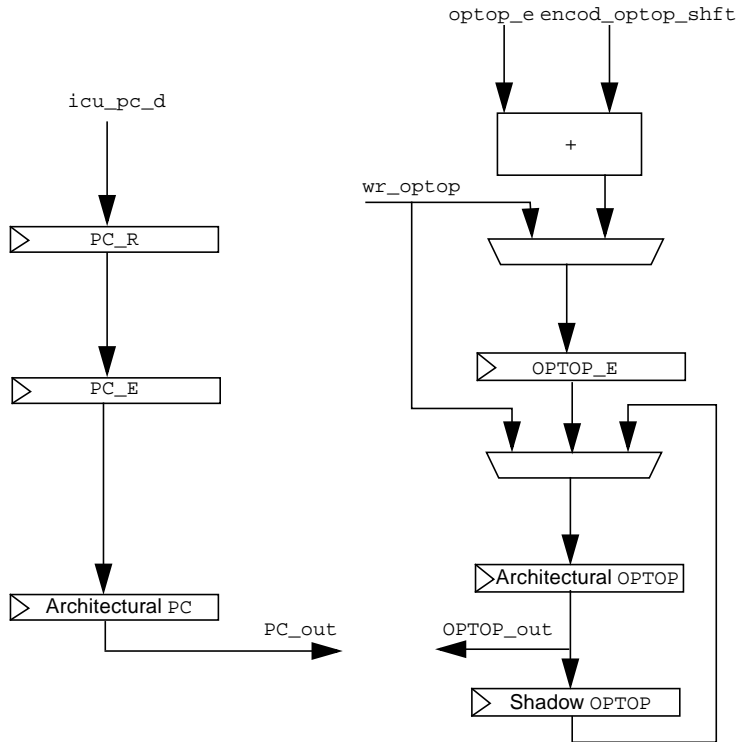 optop_e encod_optop_shft
icu_pc_d
+
wr_optop
PC_R
OPTOP_E
PC_E
Architectural OPTOP
Architectural PC
PC_out
OPTOP_out
Shadow OPTOP